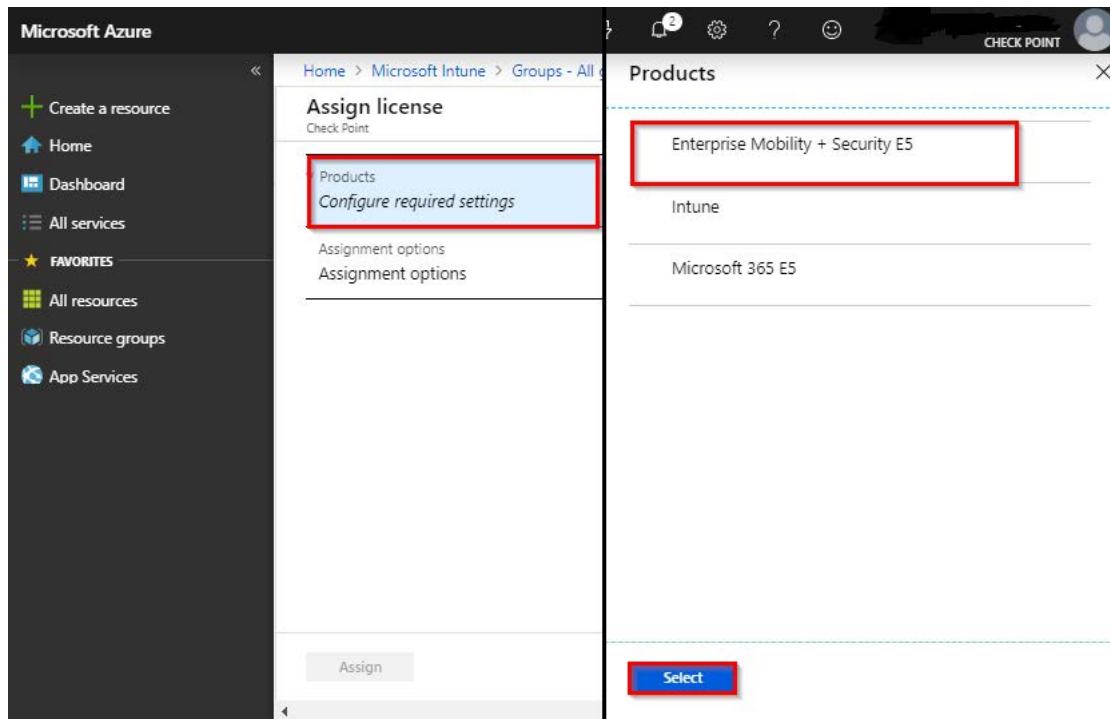 Microsoft Azure
2
?
CHECK POINT
«
Create a resource
Home
Dashboard
All services
FAVORITES
All resources
Resource groups
App Services
Home > Microsoft Intune > Groups - All
Assign license
Check Point
Products
Configure required settings
Assignment options
Assignment options
Assign
Products
Enterprise Mobility + Security E5
Intune
Microsoft 365 E5
Select